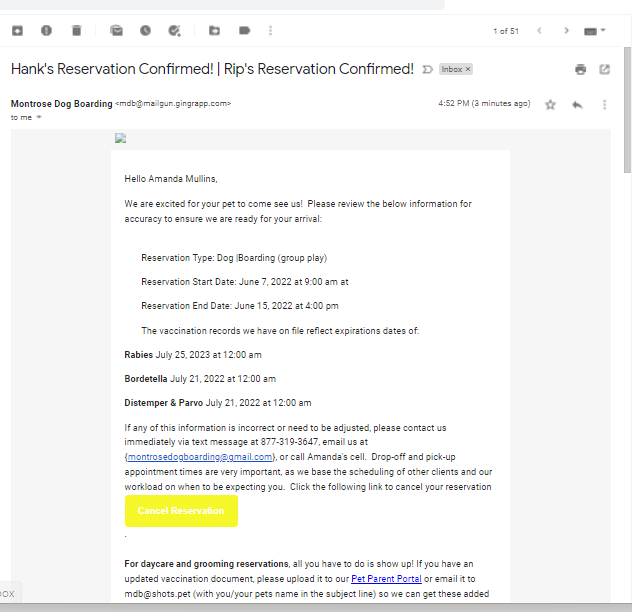 1 of 51
Hank's Reservation Confirmed! | Rip's Reservation Confirmed!
Inbox ×
Montrose Dog Boarding <mdb@mailgun.gingrapp.com>
4:52 PM (3 minutes ago)
to me
Hello Amanda Mullins,
We are excited for your pet to come see us! Please review the below information for
accuracy to ensure we are ready for your arrival:
Reservation Type: Dog |Boarding (group play)
Reservation Start Date: June 7, 2022 at 9:00 am at
Reservation End Date: June 15, 2022 at 4:00 pm
The vaccination records we have on file reflect expirations dates of:
Rabies July 25, 2023 at 12:00 am
Bordetella July 21, 2022 at 12:00 am
Distemper & Parvo July 21, 2022 at 12:00 am
If any of this information is incorrect or need to be adjusted, please contact us
immediately via text message at 877-319-3647, email us at
{montrosedogboarding@gmail.com}, or call Amanda's cell. Drop-off and pick-up
appointment times are very important, as we base the scheduling of other clients and our
workload on when to be expecting you. Click the following link to cancel your reservation
Cancel Reservation
.
For daycare and grooming reservations, all you have to do is show up! If you have an
updated vaccination document, please upload it to our Pet Parent Portal or email it to
mdb@shots.pet (with you/your pets name in the subject line) so we can get these added
OX